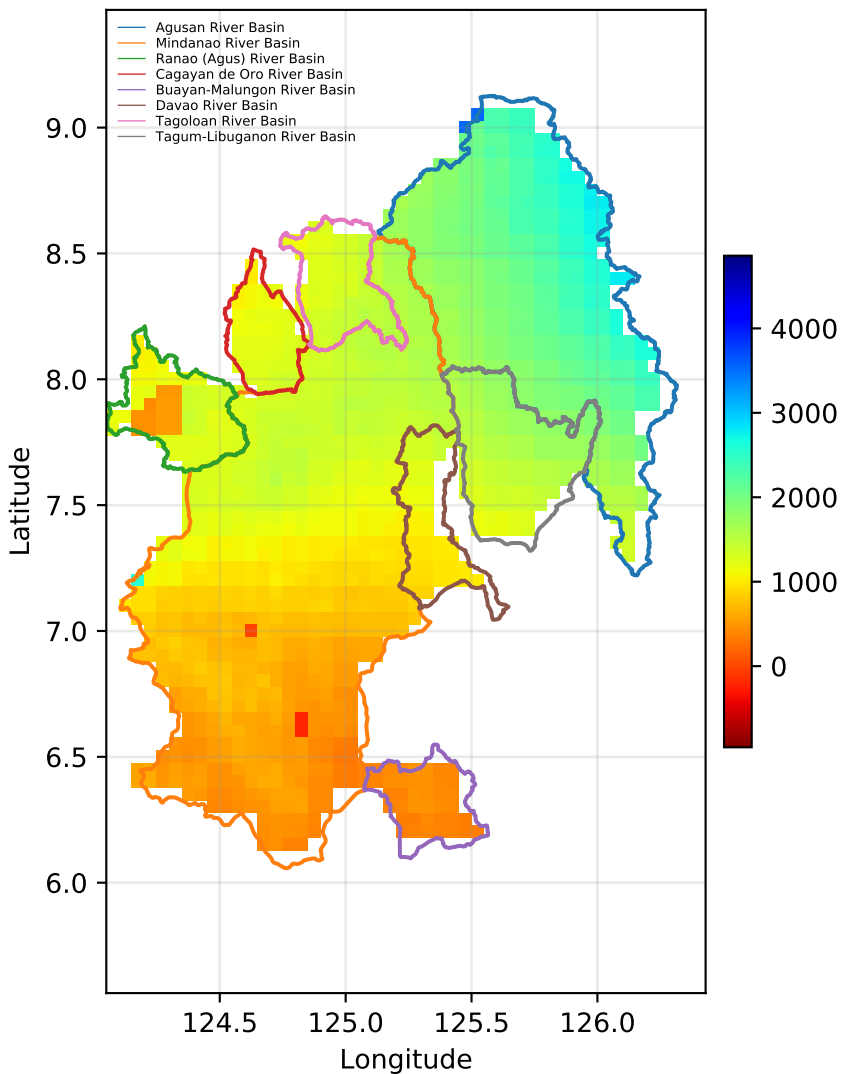 Agusan River Basin
Mindanao River Basin
Ranao (Agus) River Basin
Cagayan de Oro River Basin
Buayan-Malungon River Basin
Davao River Basin
Tagoloan River Basin
Tagum-Libuganon River Basin
9.0
8.5
8.0
7.5
7.0
6.5
6.0
Latitude
124.5 125.0 125.5 126.0
Longitude
4000
3000
2000
1000
0